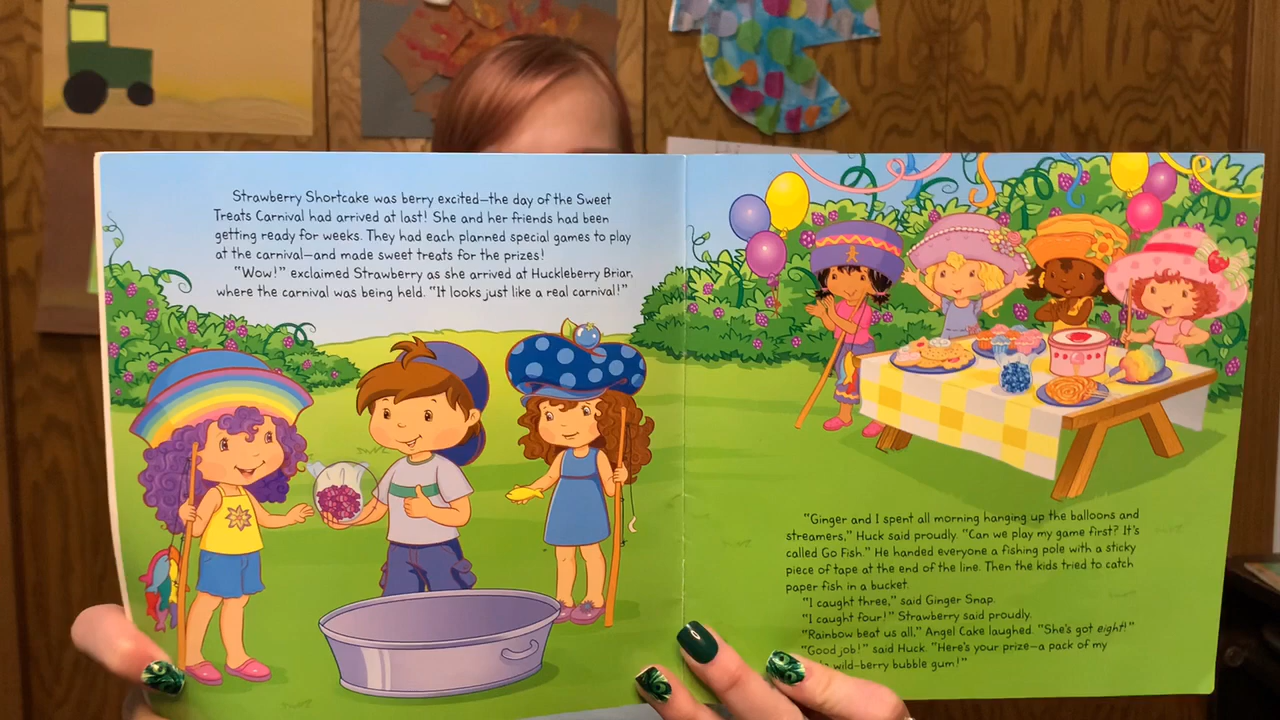 Strawberry Shortcake was berry excited—the day of the Sweet
Treats Carnival had arrived at last! She and her friends had been
getting ready for weeks. They had each planned special games to play
at the carnival—and made sweet treats for the prizes!
"Wow!" exclaimed Strawberry as she arrived at Huckleberry Briar,
where the carnival was being held. "It looks just like a real carnival!"
"Ginger and I spent all morning hanging up the balloons and
streamers," Huck said proudly. "Can we play my game first? It's
called Go Fish." He handed everyone a fishing pole with a sticky
piece of tape at the end of the line. Then the kids tried to catch
paper fish in a bucket.
"I caught three," said Ginger Snap.
"I caught four!" Strawberry said proudly.
"Rainbow beat us all," Angel Cake laughed. "She's got eight!"
"Good job!" said Huck. "Here's your prize—a pack of my
wild-berry bubble gum!"